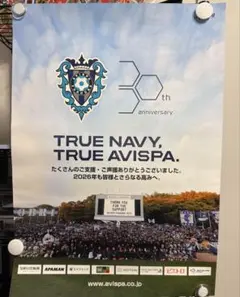 30th
anniversary
TRUE NAVY,
TRUE AVISPA.
たくさんのご支援・ご声援ありがとうございました。
2026年も皆様とさらなる高みへ。
THANK YOU
FOR THE
SUPPORT
APAMAN
www.avispa.co.jp